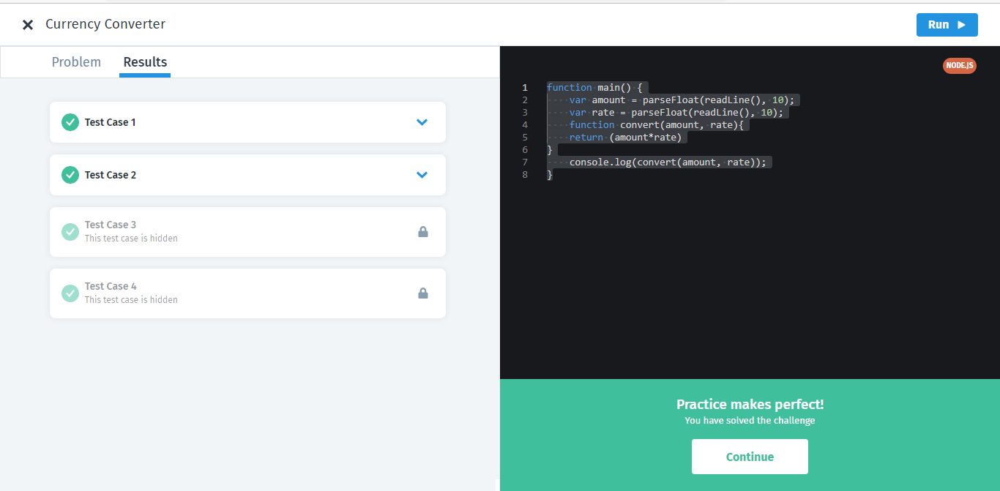 Currency Converter
Run
Problem
Results
Test Case 1
Test Case 2
Test Case 3
This test case is hidden
Test Case 4
This test case is hidden
NODE.JS
1 function main() {
2     var amount = parseFloat(readLine(), 10);
3     var rate = parseFloat(readLine(), 10);
4     function convert(amount, rate){
5     return (amount*rate)
6 }
7     console.log(convert(amount, rate));
8 }
Practice makes perfect!
You have solved the challenge
Continue